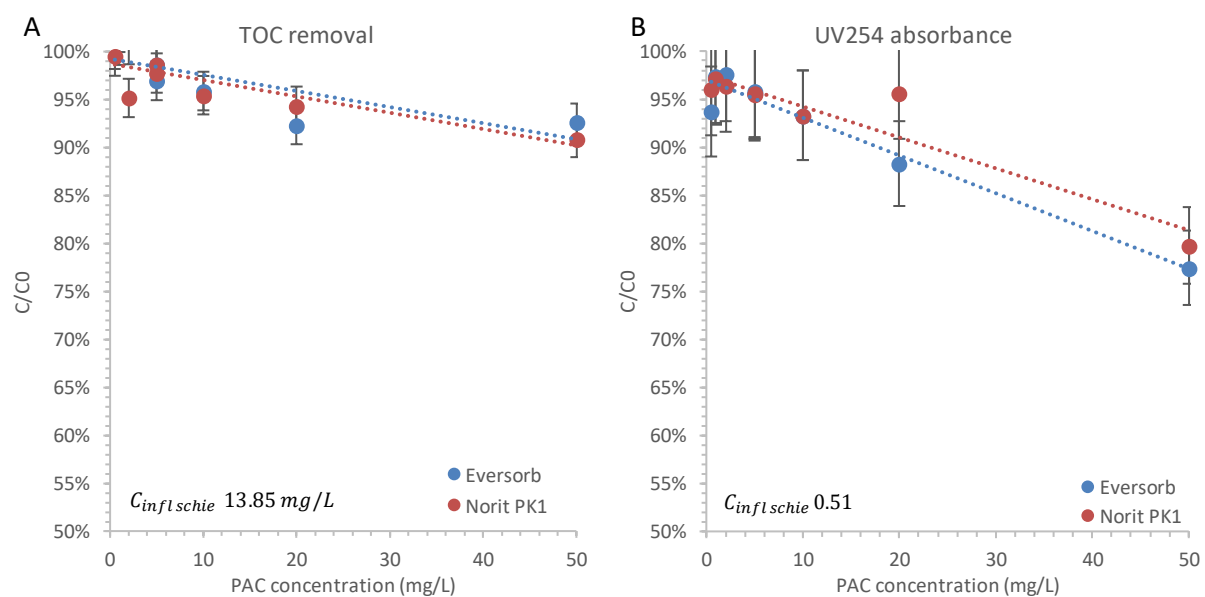 A
TOC removal
100%
95%
90%
85%
80%
75%
70%
65%
60%
55%
50%
C/C0
Eversorb
Norit PK1
C_infl schie 13.85 mg/L
0
10
20
30
40
50
PAC concentration (mg/L)
B
UV254 absorbance
100%
95%
90%
85%
80%
75%
70%
65%
60%
55%
50%
C/C0
Eversorb
Norit PK1
C_infl schie 0.51
0
10
20
30
40
50
PAC concentration (mg/L)